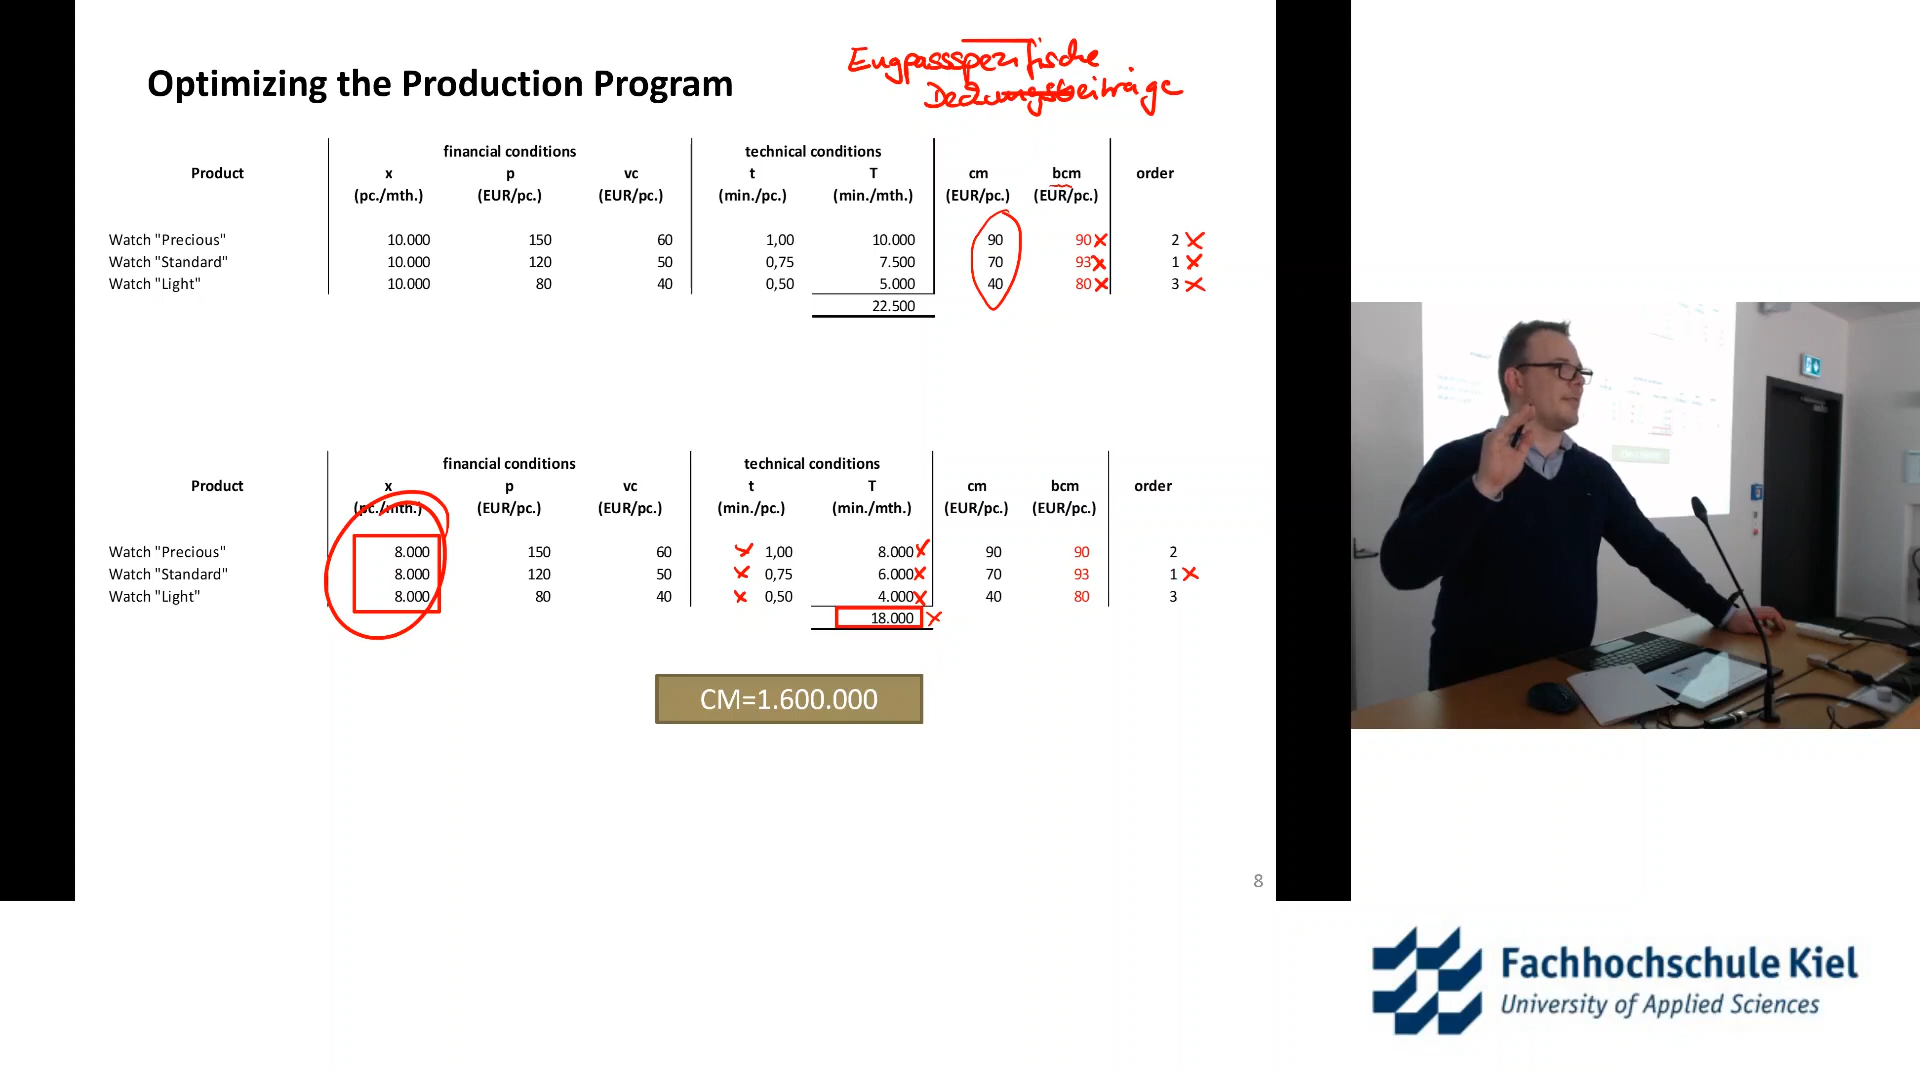 Engpassspezifische
Deckungsbeiträge
Optimizing the Production Program
financial conditions technical conditions
Product x p vc t T cm bcm order
(pc./mth.) (EUR/pc.) (EUR/pc.) (min./pc.) (min./mth.) (EUR/pc.) (EUR/pc.)
Watch "Precious" 10.000 150 60 1,00 10.000 90 90 2
Watch "Standard" 10.000 120 50 0,75 7.500 70 93 1
Watch "Light" 10.000 80 40 0,50 5.000 40 80 3
22.500
financial conditions technical conditions
Product x p vc t T cm bcm order
(pc./mth.) (EUR/pc.) (EUR/pc.) (min./pc.) (min./mth.) (EUR/pc.) (EUR/pc.)
Watch "Precious" 8.000 150 60 1,00 8.000 90 90 2
Watch "Standard" 8.000 120 50 0,75 6.000 70 93 1
Watch "Light" 8.000 80 40 0,50 4.000 40 80 3
18.000
CM=1.600.000
8
Fachhochschule Kiel
University of Applied Sciences